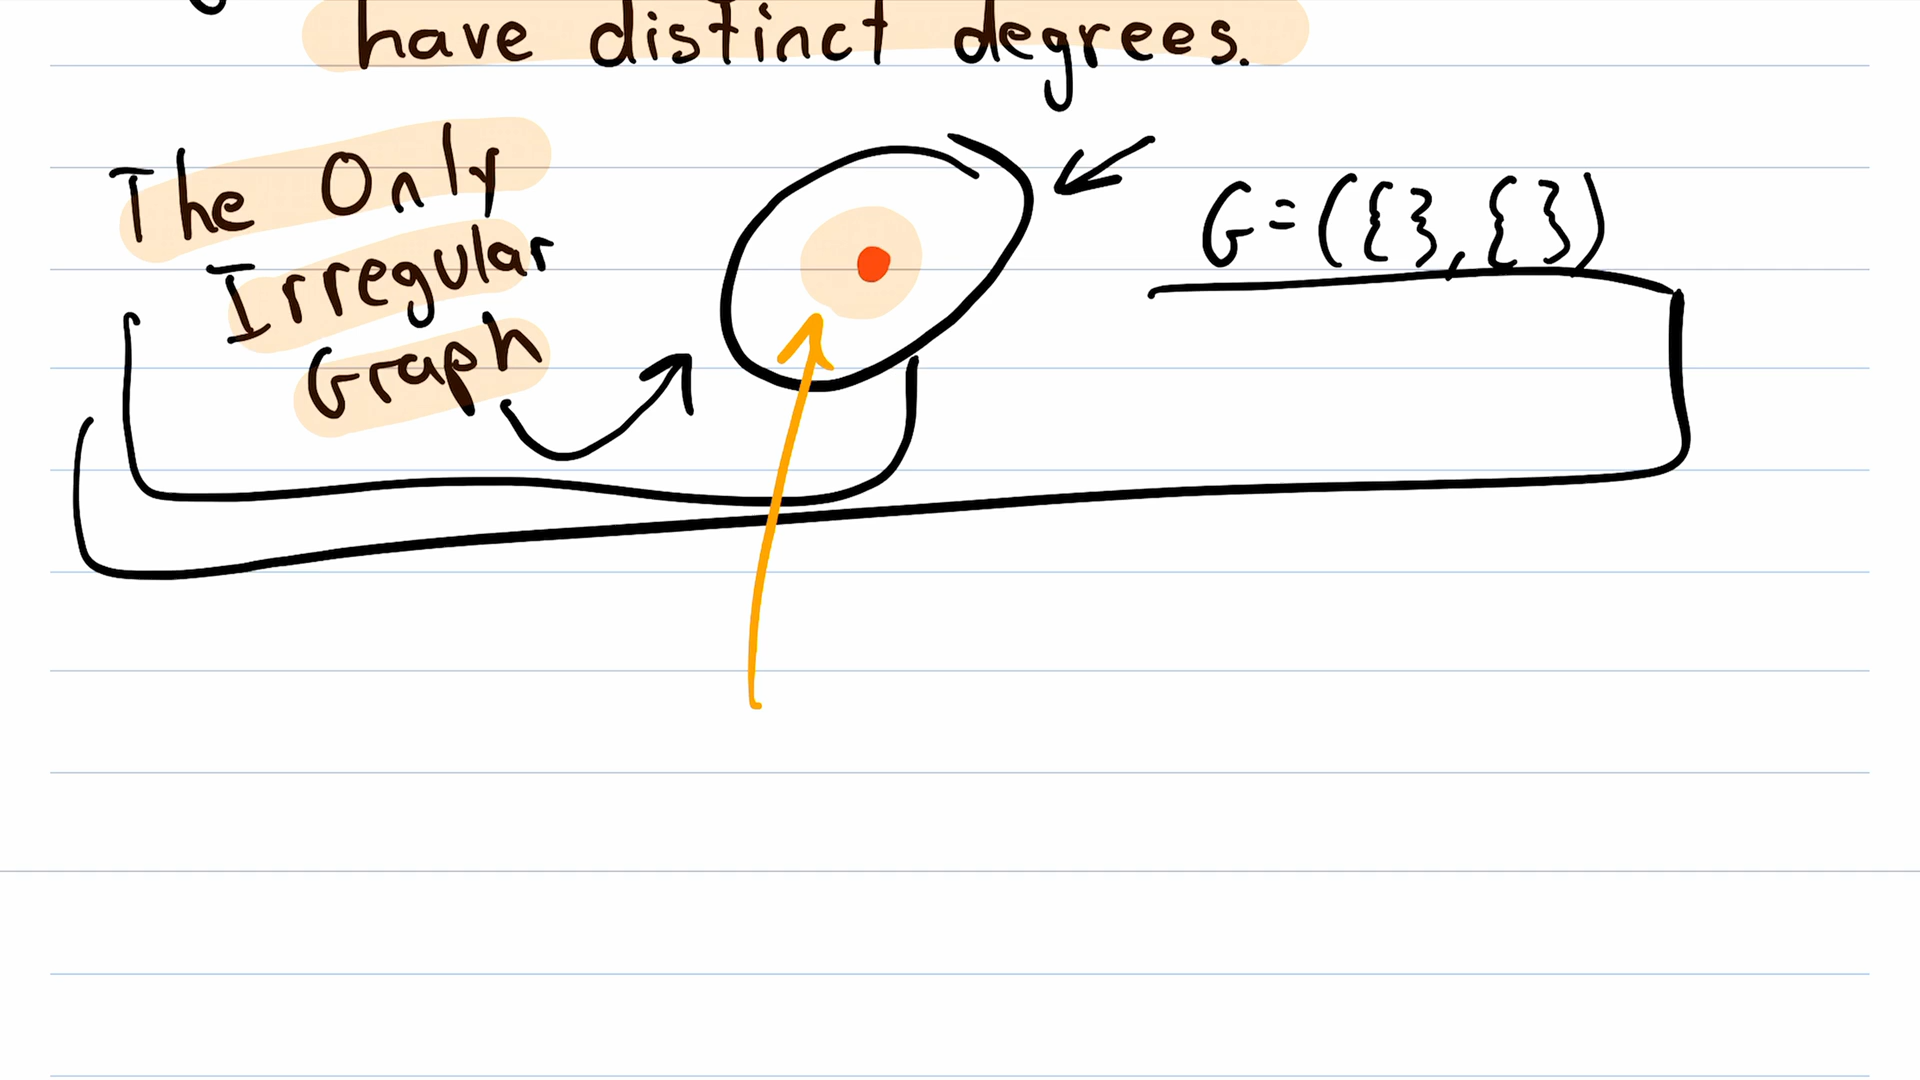 have distinct degrees.
The Only
Irregular
Graph
G=({},{})